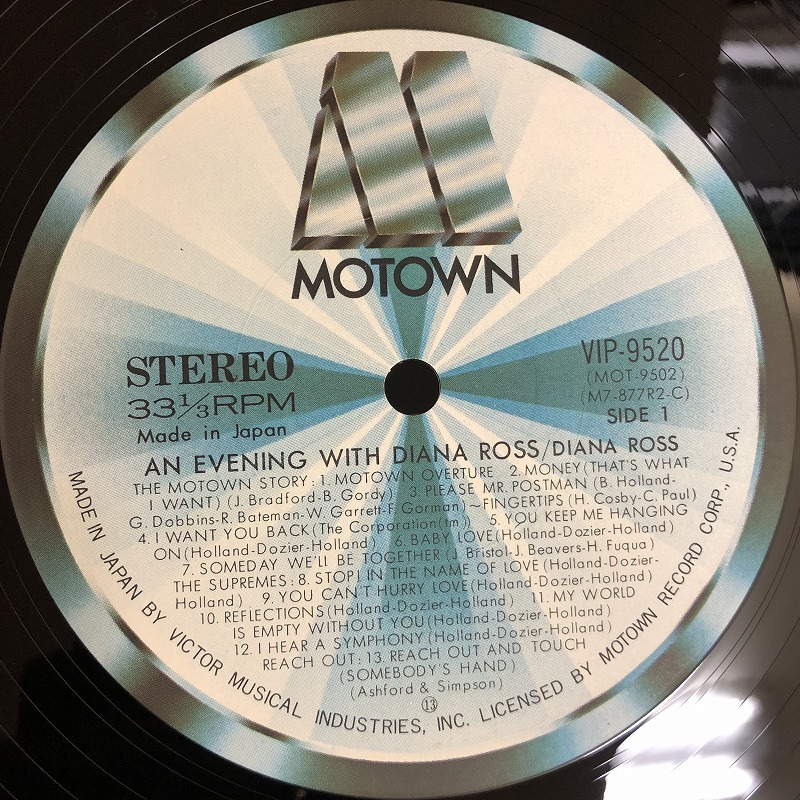 MOTOWN
STEREO
33 1/3 RPM
Made in Japan
VIP-9520
(MOT-9502)
(M7-877R2-C)
SIDE 1
AN EVENING WITH DIANA ROSS/DIANA ROSS
THE MOTOWN STORY: 1. MOTOWN OVERTURE 2. MONEY(THAT'S WHAT
I WANT) (J. Bradford-B. Gordy) 3. PLEASE MR. POSTMAN (B. Holland-
G. Dobbins-R. Bateman-W. Garrett-F. Gorman)~FINGERTIPS (H. Cosby-C. Paul)
4. I WANT YOU BACK (The Corporation(tm) 5. YOU KEEP ME HANGING
ON(Holland-Dozier-Holland 6. BABY LOVE(Holland-Dozier-Holland)
7. SOMEDAY WE'LL BE TOGETHER (J. Bristol-J. Beavers-H. Fuqua)
THE SUPREMES: 8. STOP! IN THE NAME OF LOVE (Holland-Dozier-
Holland) 9. YOU CAN'T HURRY LOVE(Holland-Dozier-Holland)
10. REFLECTIONS(Holland-Dozier-Holland) 11. MY WORLD
IS EMPTY WITHOUT YOU(Holland-Dozier-Holland)
12. I HEAR A SYMPHONY(Holland-Dozier-Holland)
REACH OUT: 13. REACH OUT AND TOUCH
(SOMEBODY'S HAND)
(Ashford & Simpson)
⑬
MADE IN JAPAN BY VICTOR MUSICAL INDUSTRIES, INC. LICENSED BY MOTOWN RECORD CORP., U.S.A.